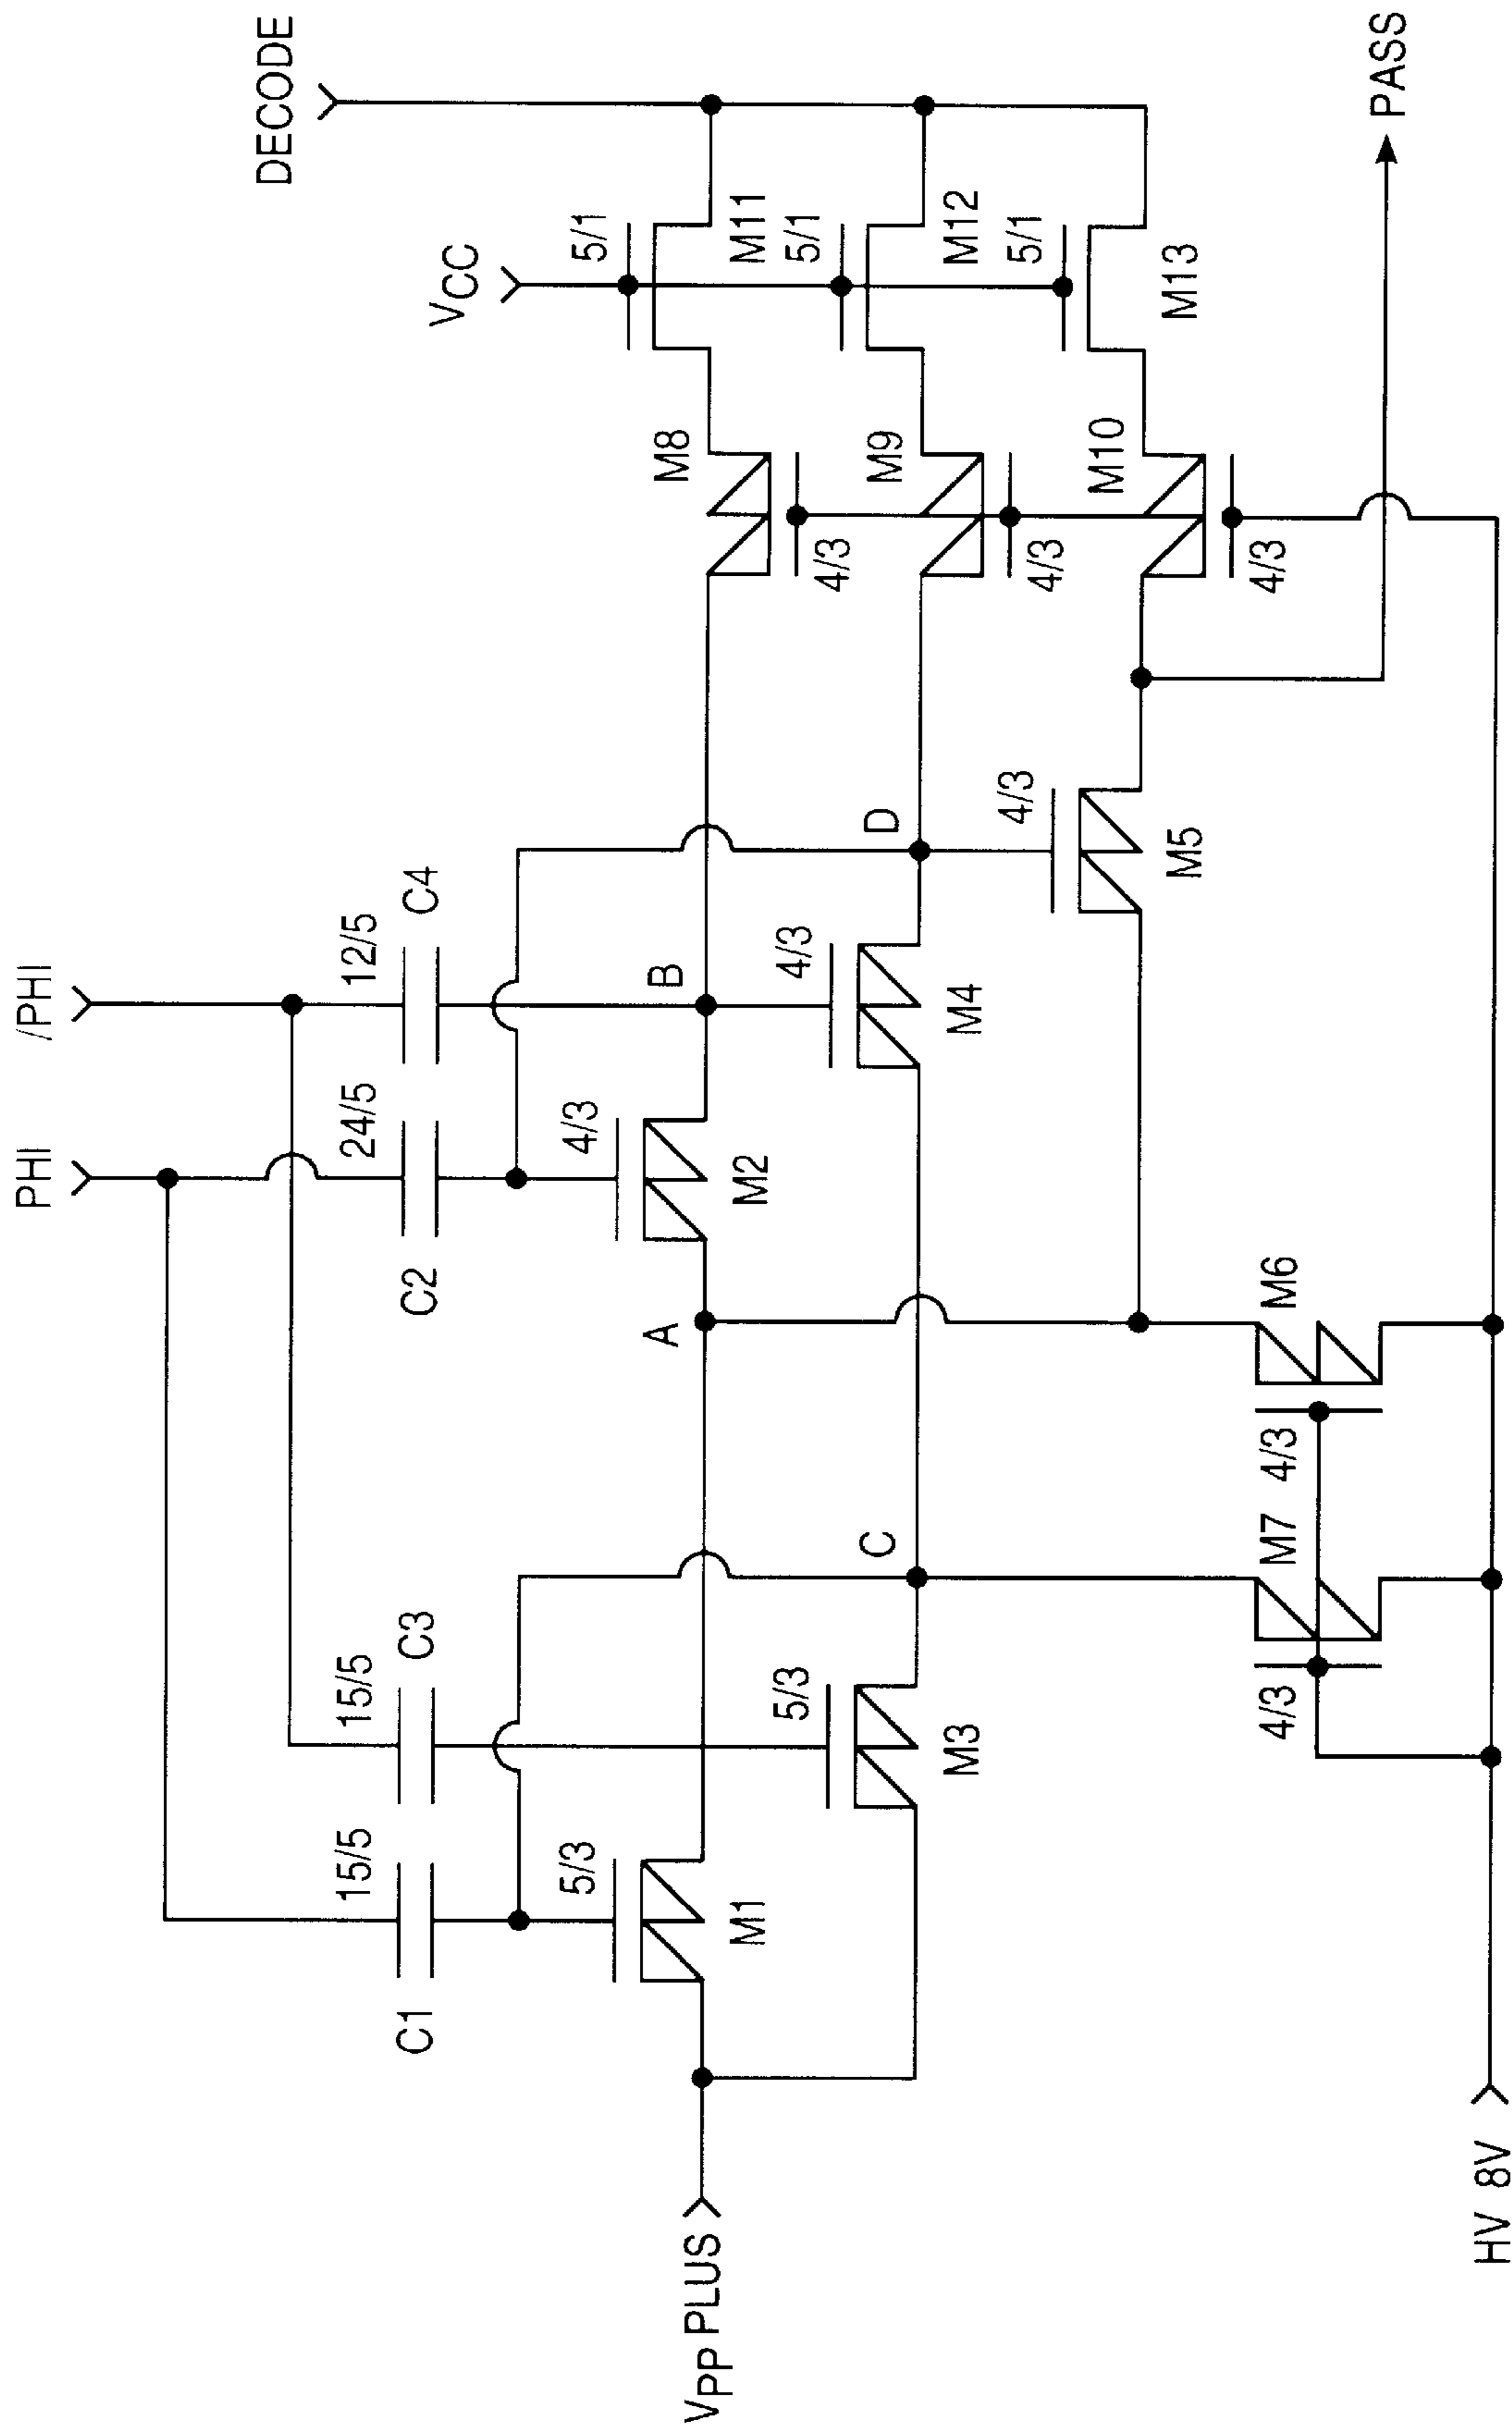 PHI
/PHI
DECODE
VCC
15/5
15/5
24/5
12/5
C1
C3
C2
C4
5/1
M11
5/3
M1
A
4/3
M2
B
M8
4/3
5/1
M12
VPP PLUS
5/3
M3
C
4/3
M4
D
M9
4/3
5/1
M13
4/3
M5
M10
4/3
M7
4/3
M6
4/3
PASS
HV 8V